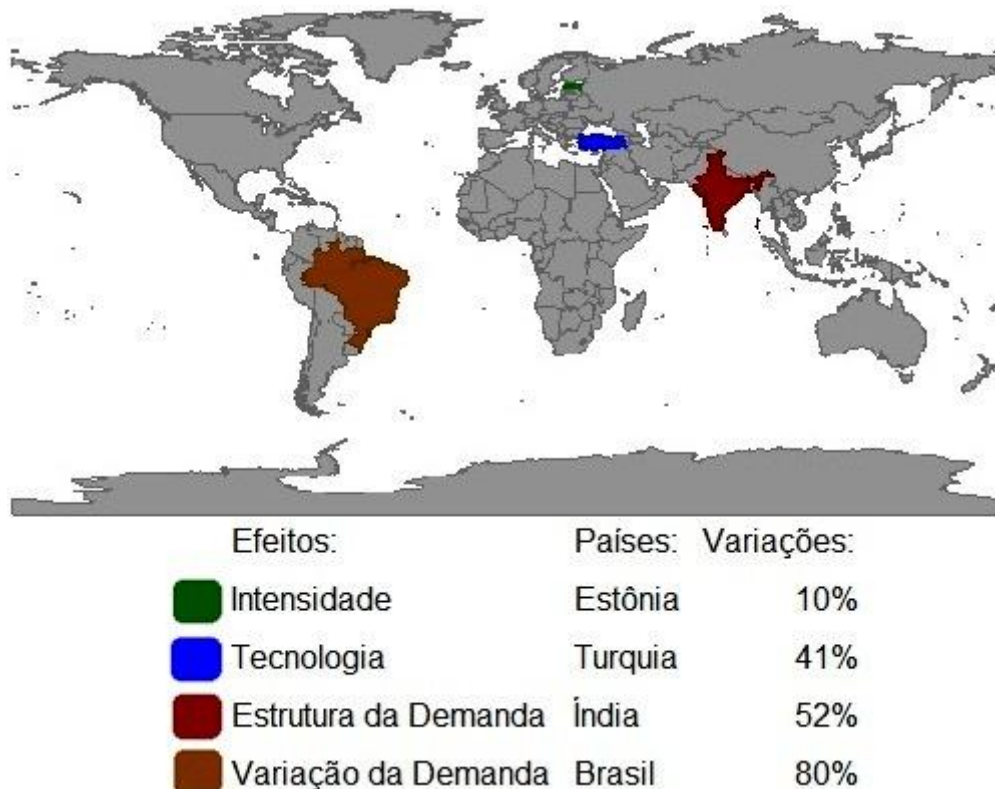 Efeitos: Países: Variações:
Intensidade Estônia 10%
Tecnologia Turquia 41%
Estrutura da Demanda Índia 52%
Variação da Demanda Brasil 80%